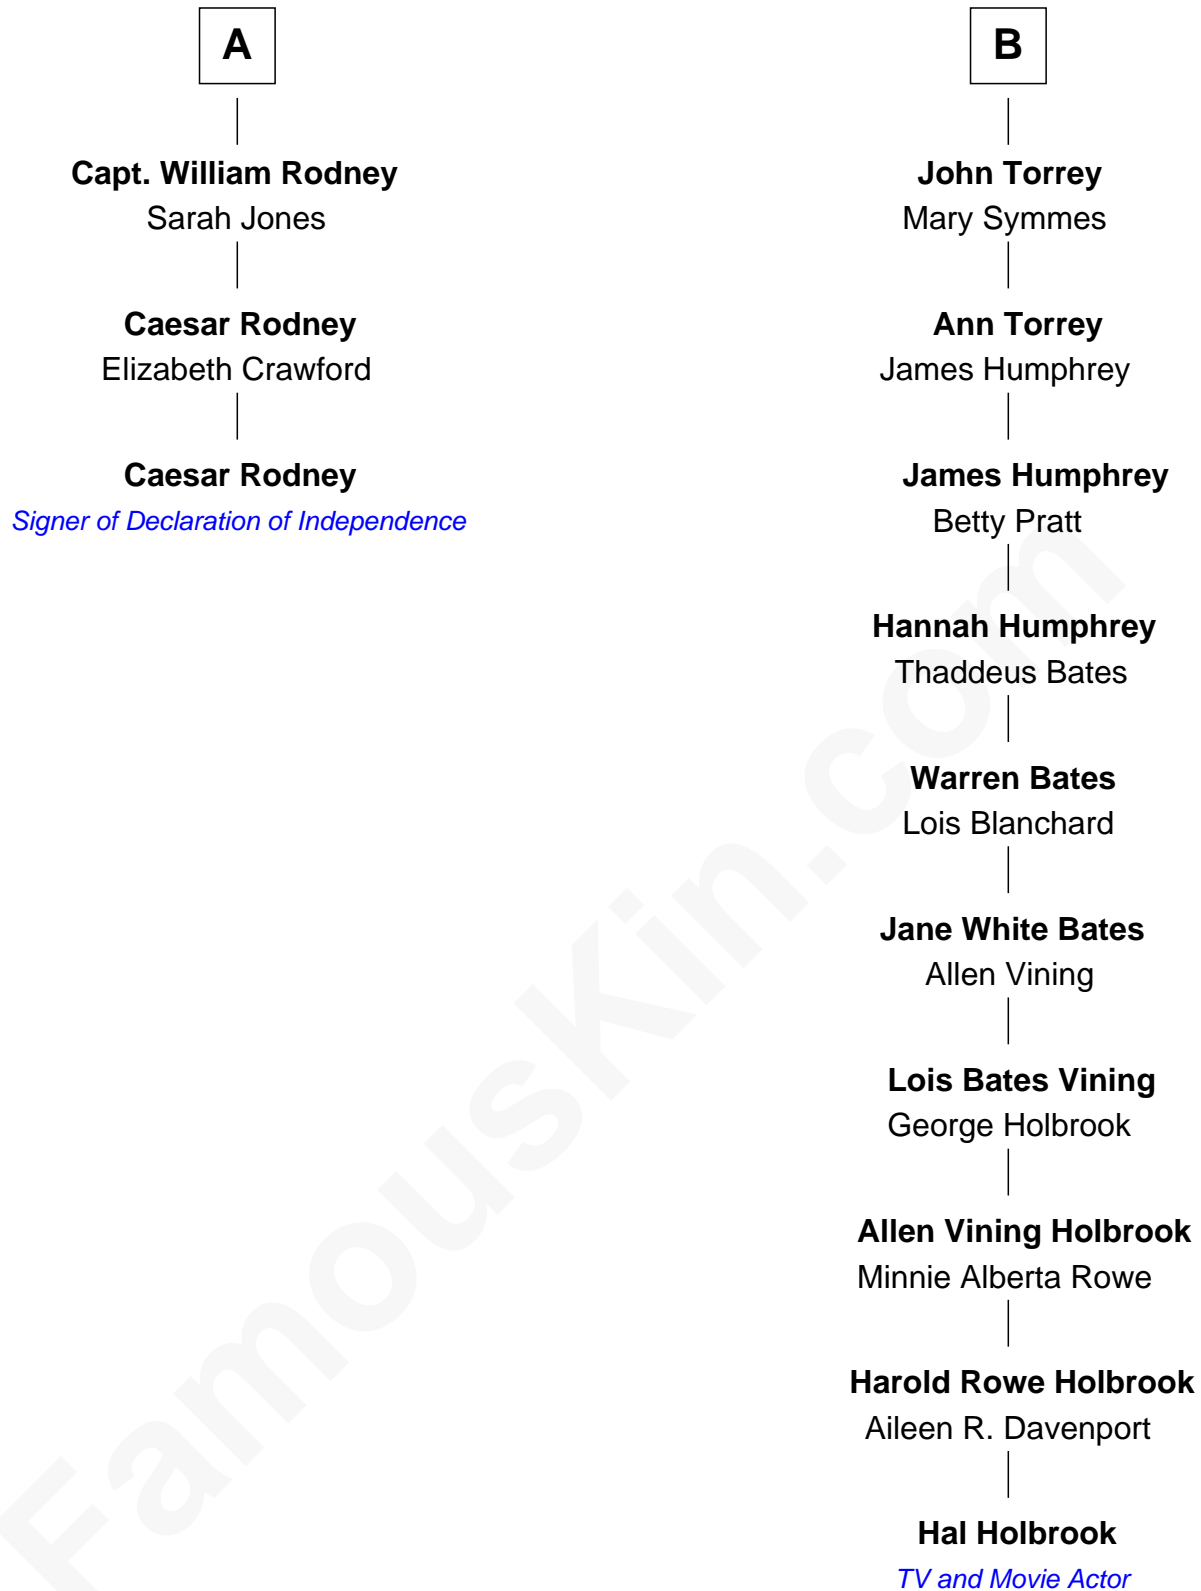 A
Capt. William Rodney
Sarah Jones
Caesar Rodney
Elizabeth Crawford
Caesar Rodney
Signer of Declaration of Independence
B
John Torrey
Mary Symmes
Ann Torrey
James Humphrey
James Humphrey
Betty Pratt
Hannah Humphrey
Thaddeus Bates
Warren Bates
Lois Blanchard
Jane White Bates
Allen Vining
Lois Bates Vining
George Holbrook
Allen Vining Holbrook
Minnie Alberta Rowe
Harold Rowe Holbrook
Aileen R. Davenport
Hal Holbrook
TV and Movie Actor
FamousKin.com